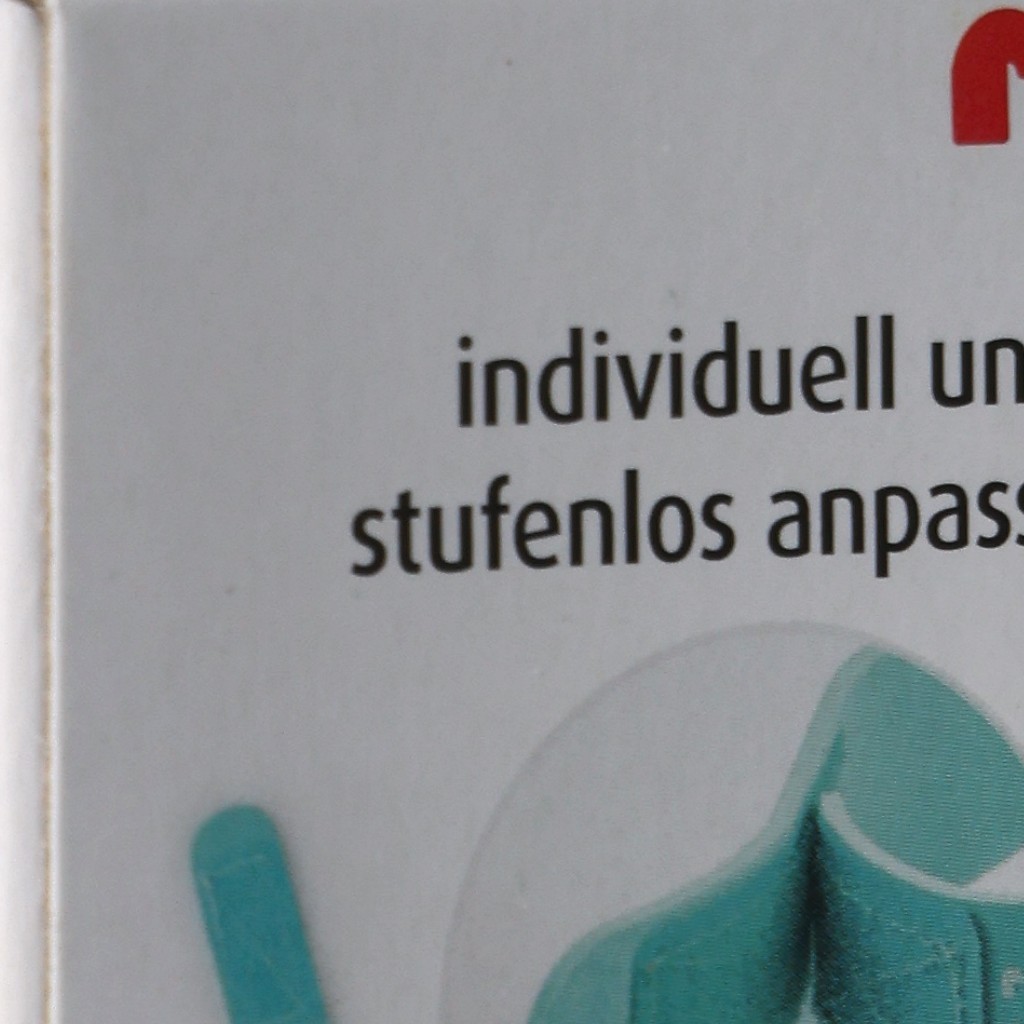 individuell un
stufenlos anpass